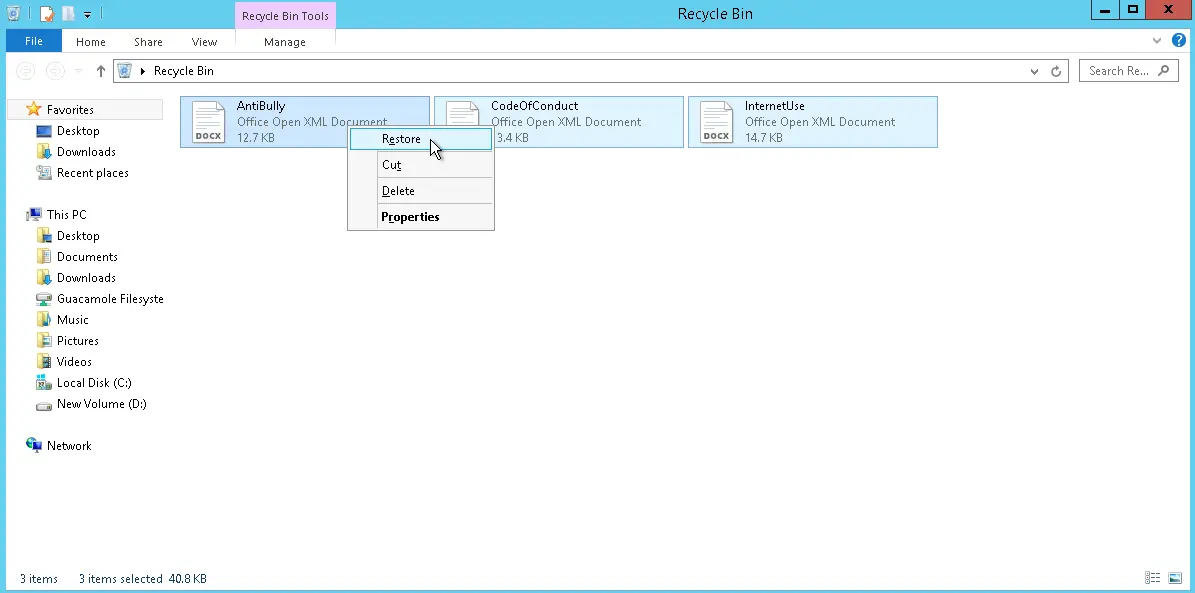 Recycle Bin Tools
Recycle Bin
File
Home
Share
View
Manage
Recycle Bin
Search Re...
Favorites
Desktop
Downloads
Recent places
This PC
Desktop
Documents
Downloads
Guacamole Filesyste
Music
Pictures
Videos
Local Disk (C:)
New Volume (D:)
Network
DOCX
AntiBully
Office Open XML Document
12.7 KB
CodeOfConduct
Office Open XML Document
3.4 KB
DOCX
InternetUse
Office Open XML Document
14.7 KB
Restore
Cut
Delete
Properties
3 items
3 items selected 40.8 KB